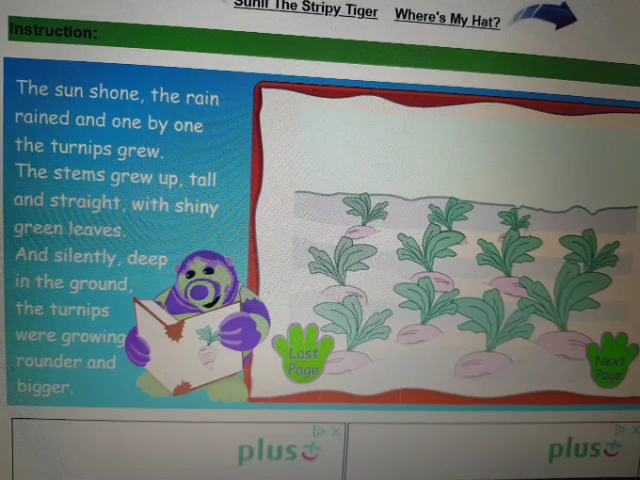 Sunil The Stripy Tiger Where's My Hat?
Instruction:
The sun shone, the rain
rained and one by one
the turnips grew.
The stems grew up, tall
and straight, with shiny
green leaves.
And silently, deep
in the ground,
the turnips
were growing
rounder and
bigger.
Last
Page
Next
Page
plus
plus